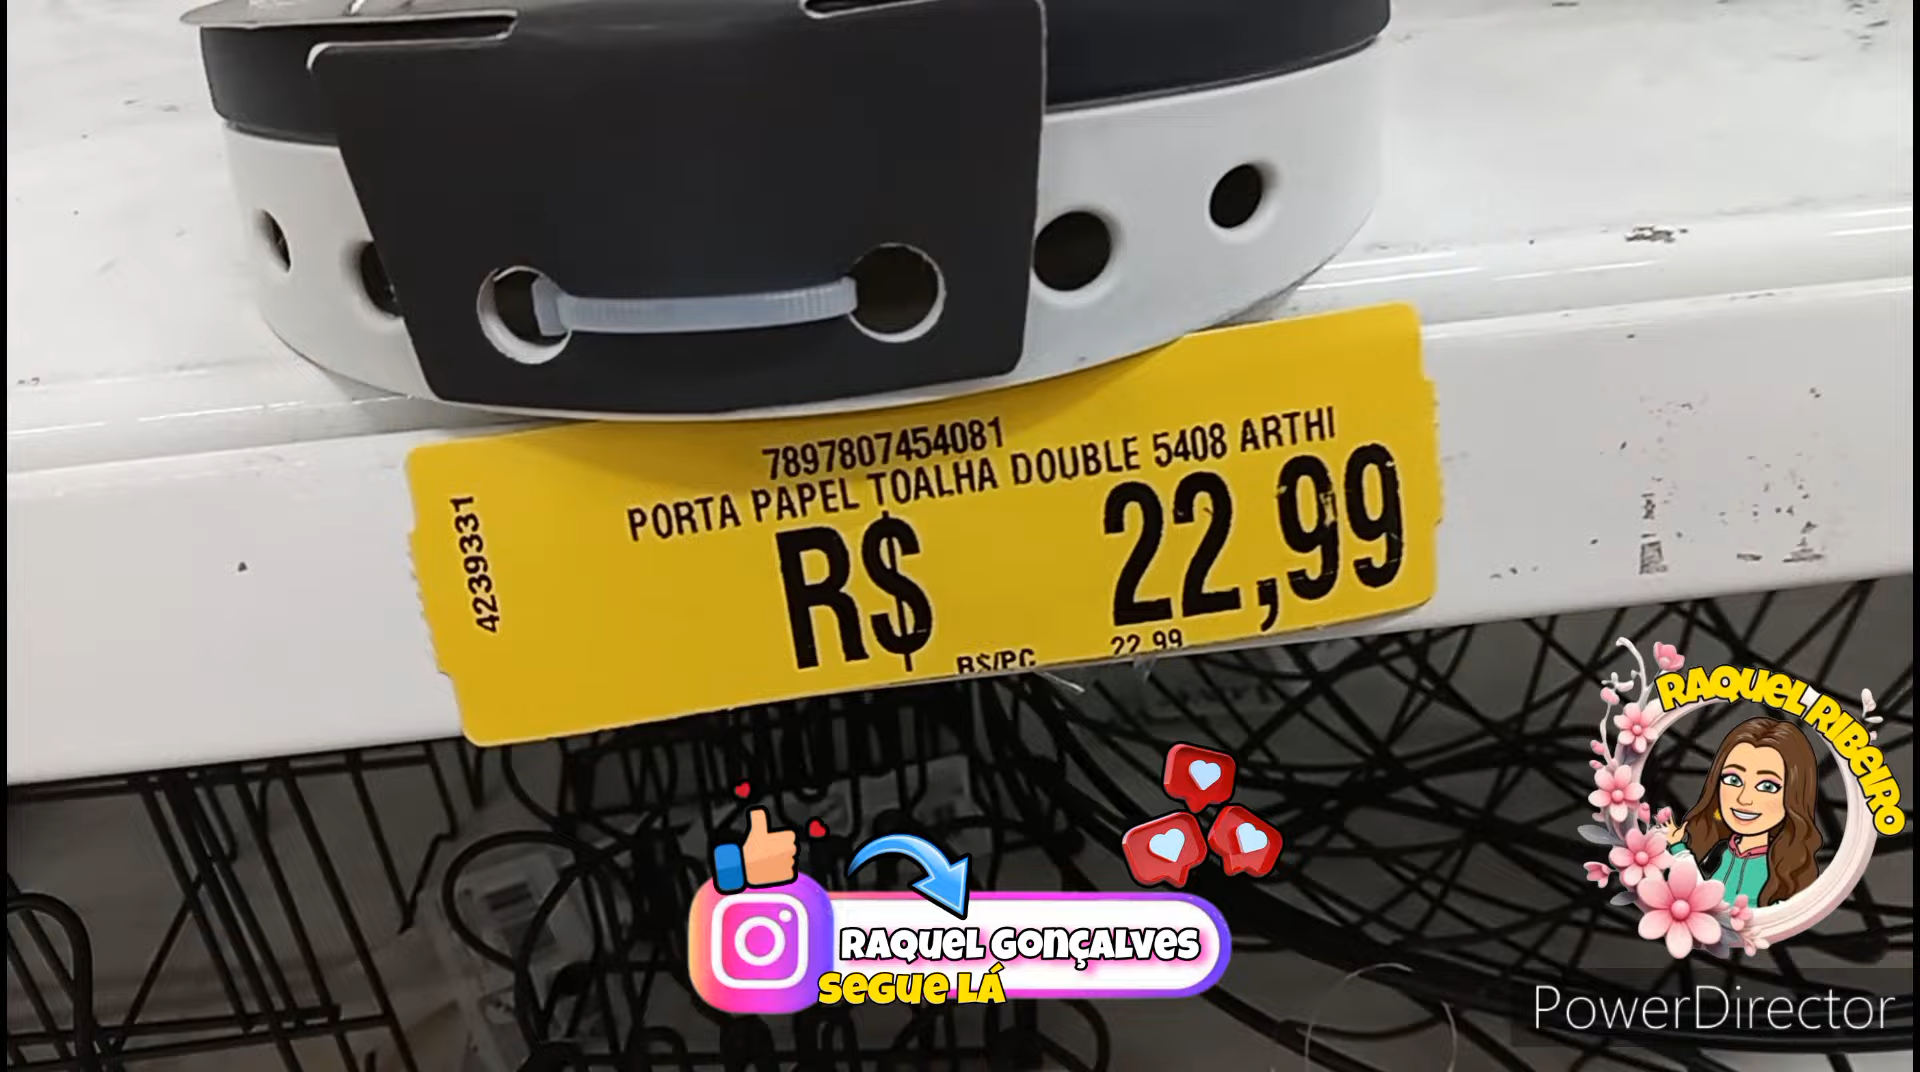 7897807454081
PORTA PAPEL TOALHA DOUBLE 5408 ARTHI
4239331
R$ 22,99
R$/PC 22,99
RAQUEL RIBEIRO
RAQUEL GONÇALVES
SEGUE LÁ
PowerDirector